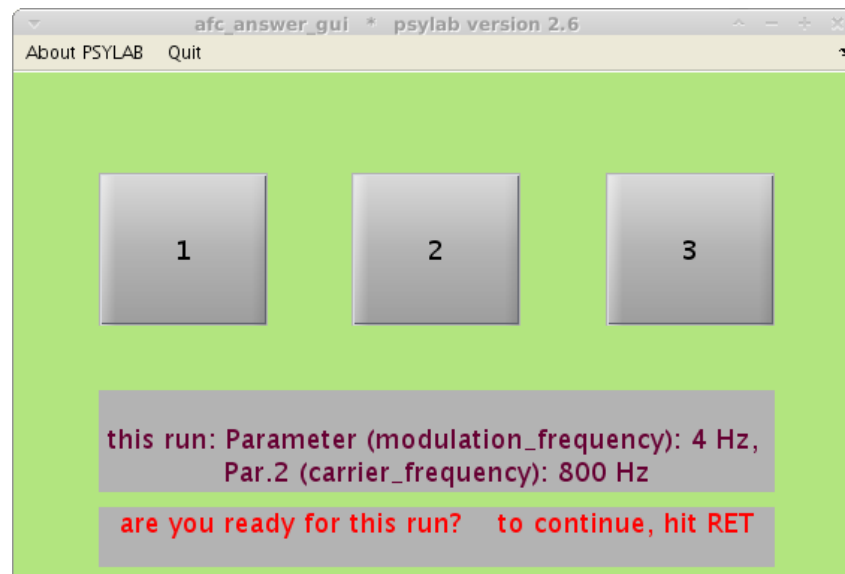 afc_answer_gui * psylab version 2.6
About PSYLAB Quit
1 2 3
this run: Parameter (modulation_frequency): 4 Hz,
Par.2 (carrier_frequency): 800 Hz
are you ready for this run? to continue, hit RET